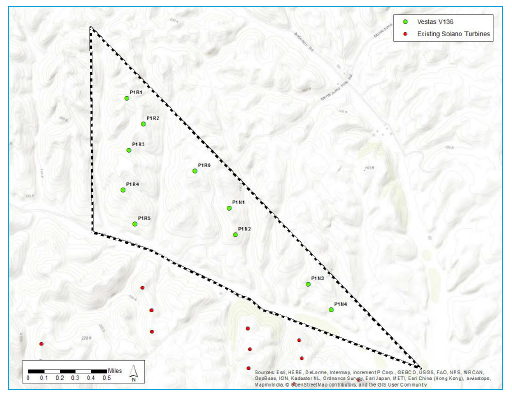 Vestas V136
Existing Solano Turbines
P1R1
P1R2
P1R3
P1R6
P1R4
P1N1
P1R5
P1N2
P1N3
P1N4
Miles
0 0.1 0.2 0.3 0.4 0.5
N
Sources: Esri, HERE, DeLorme, Intermap, increment P Corp., GEBCO, USGS, FAO, NPS, NRCAN,
GeoBase, IGN, Kadaster NL, Ordnance Survey, Esri Japan, METI, Esri China (Hong Kong), swisstopo,
MapmyIndia, © OpenStreetMap contributors, and the GIS User Community